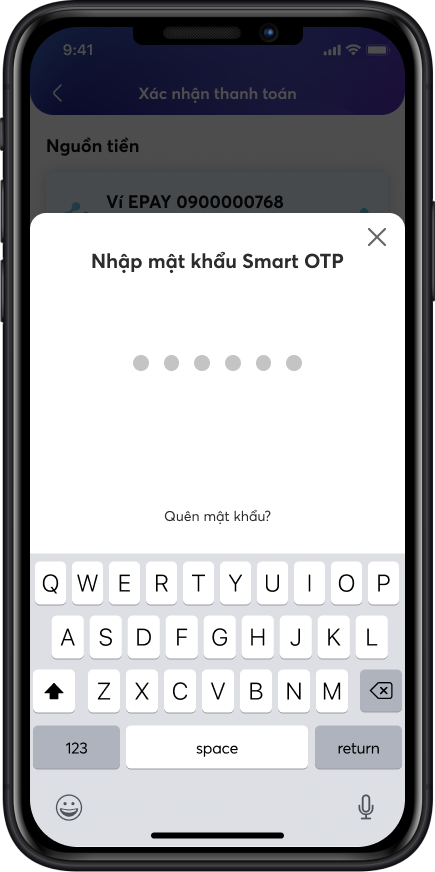 9:41
Xác nhận thanh toán
Nguồn tiền
Ví EPAY 0900000768
Nhập mật khẩu Smart OTP
Quên mật khẩu?
Q W E R T Y U I O P
A S D F G H J K L
Z X C V B N M
123 space return